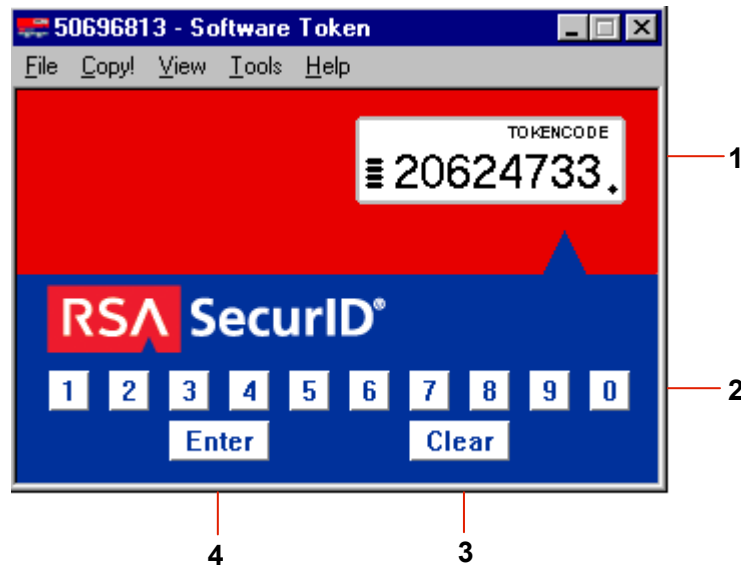 50696813 - Software Token
File Copy! View Tools Help
TOKENCODE
20624733
1
RSA SecurID®
1 2 3 4 5 6 7 8 9 0
2
Enter Clear
4 3